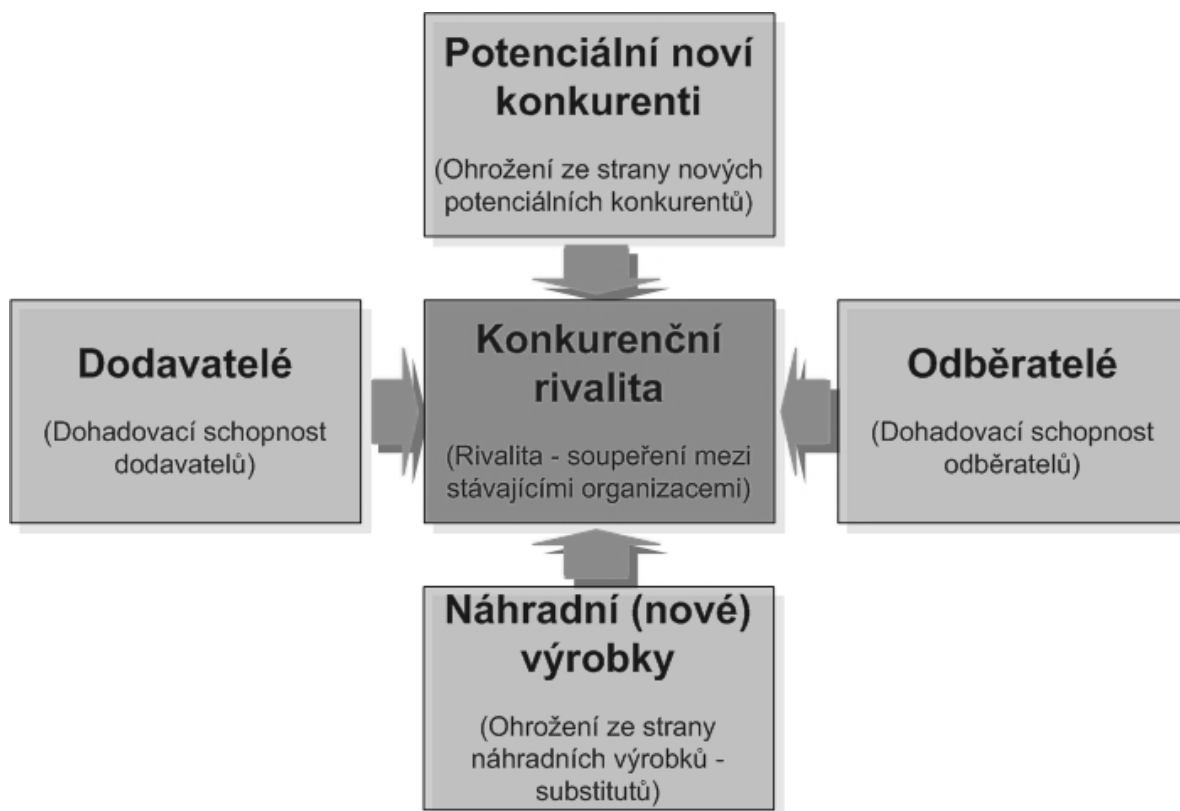 Potenciální noví
konkurenti
(Ohrožení ze strany nových
potenciálních konkurentů)
Dodavatelé
(Dohadovací schopnost
dodavatelů)
Konkurenční
rivalita
(Rivalita - soupeření mezi
stávajícími organizacemi)
Odběratelé
(Dohadovací schopnost
odběratelů)
Náhradní (nové)
výrobky
(Ohrožení ze strany
náhradních výrobků -
substitutů)